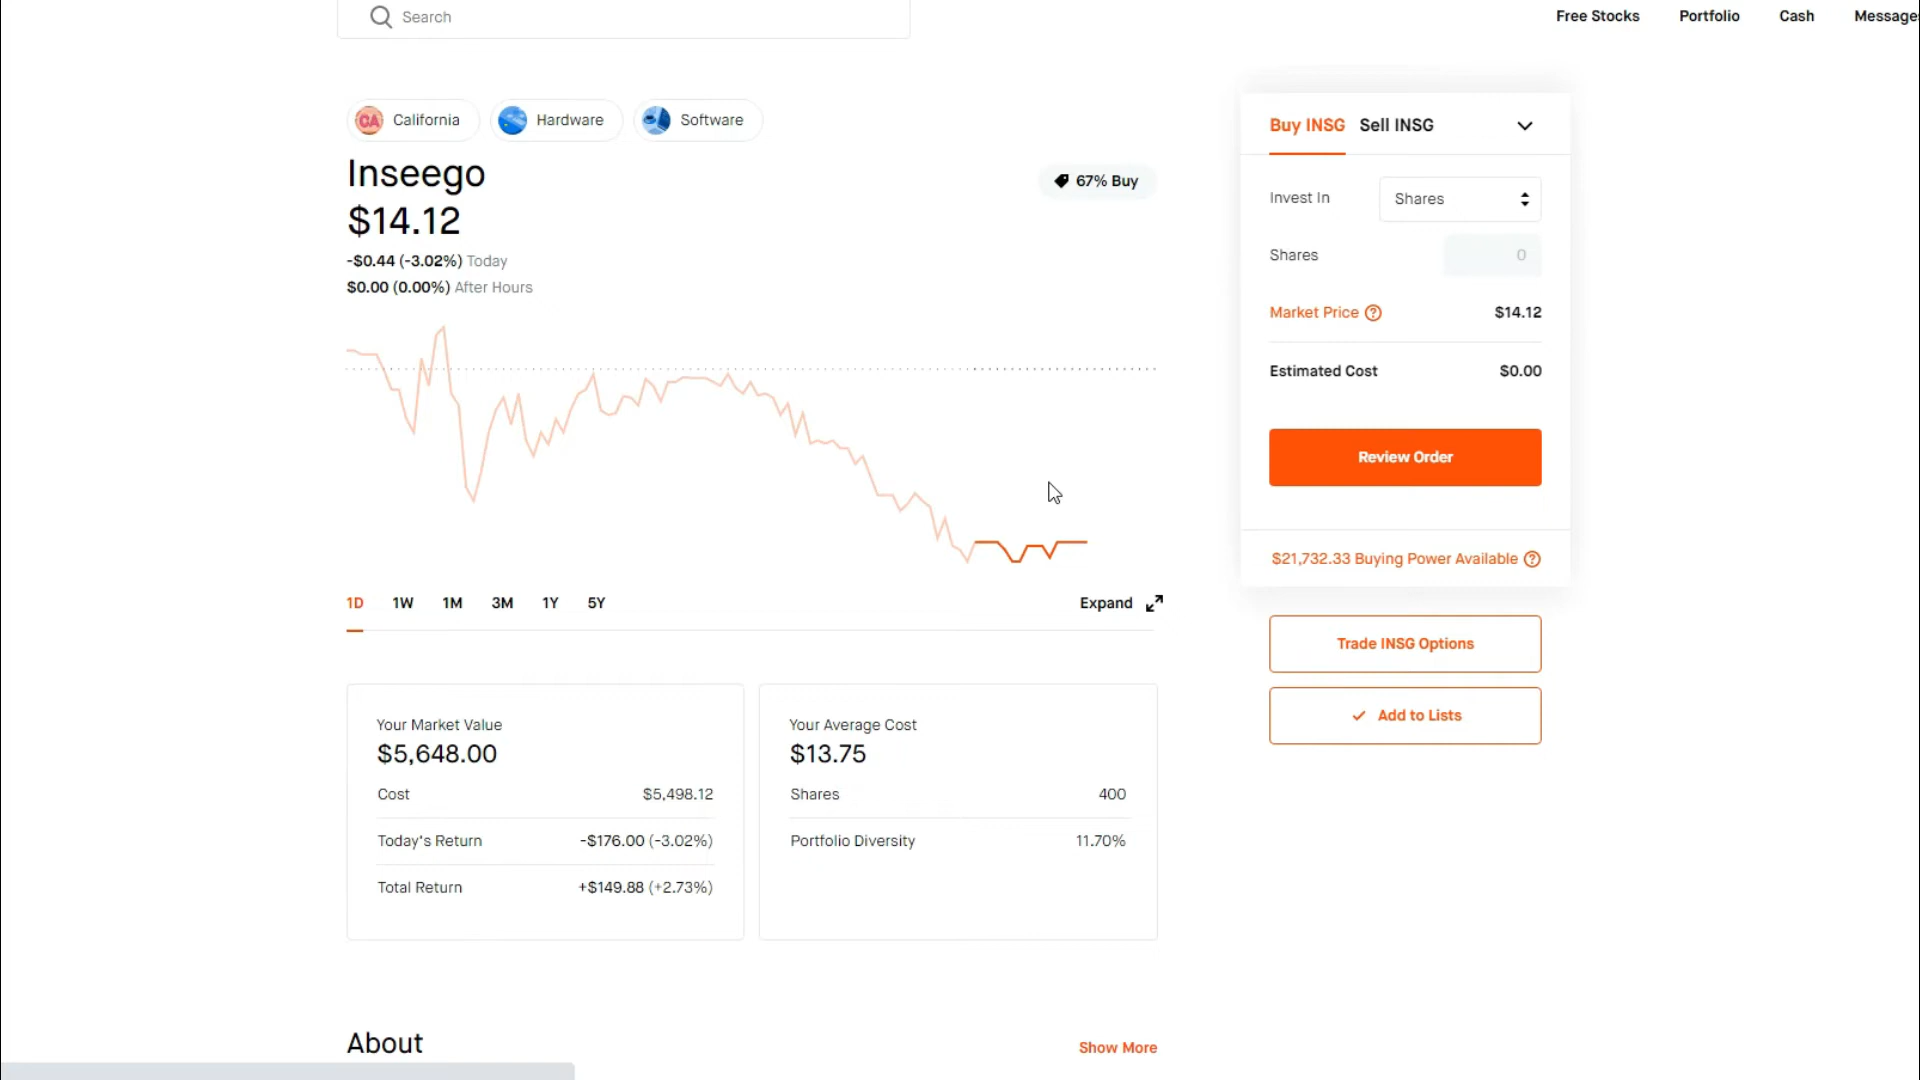 Search
Free Stocks
Portfolio
Cash
Message
CA California
Hardware
Software
Inseego
$14.12
67% Buy
-$0.44 (-3.02%) Today
$0.00 (0.00%) After Hours
1D 1W 1M 3M 1Y 5Y
Expand
Buy INSG Sell INSG
Invest In Shares
Shares 0
Market Price ? $14.12
Estimated Cost $0.00
Review Order
$21,732.33 Buying Power Available ?
Trade INSG Options
Add to Lists
Your Market Value
$5,648.00
Cost $5,498.12
Today's Return -$176.00 (-3.02%)
Total Return +$149.88 (+2.73%)
Your Average Cost
$13.75
Shares 400
Portfolio Diversity 11.70%
About
Show More